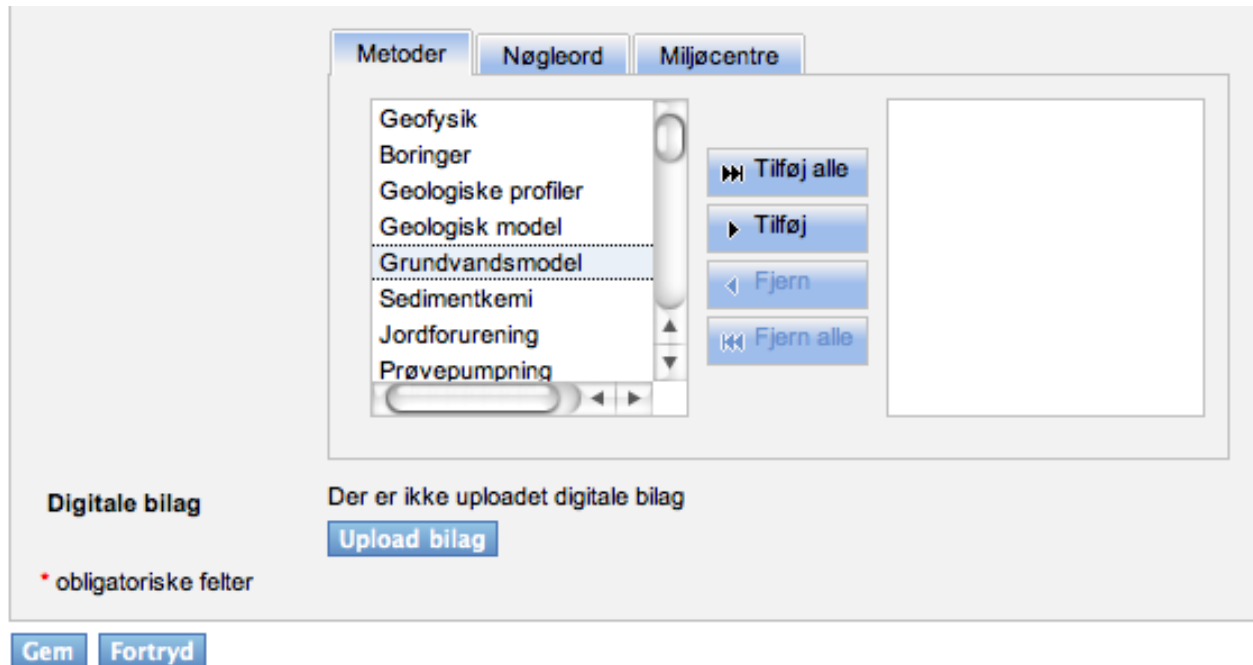 Metoder Nøgleord Miljøcentre
Geofysik
Boringer
Geologiske profiler
Geologisk model
Grundvandsmodel
Sedimentkemi
Jordforurening
Prøvepumpning
Tilføj alle
Tilføj
Fjern
Fjern alle
Digitale bilag
Der er ikke uploadet digitale bilag
Upload bilag
* obligatoriske felter
Gem Fortryd